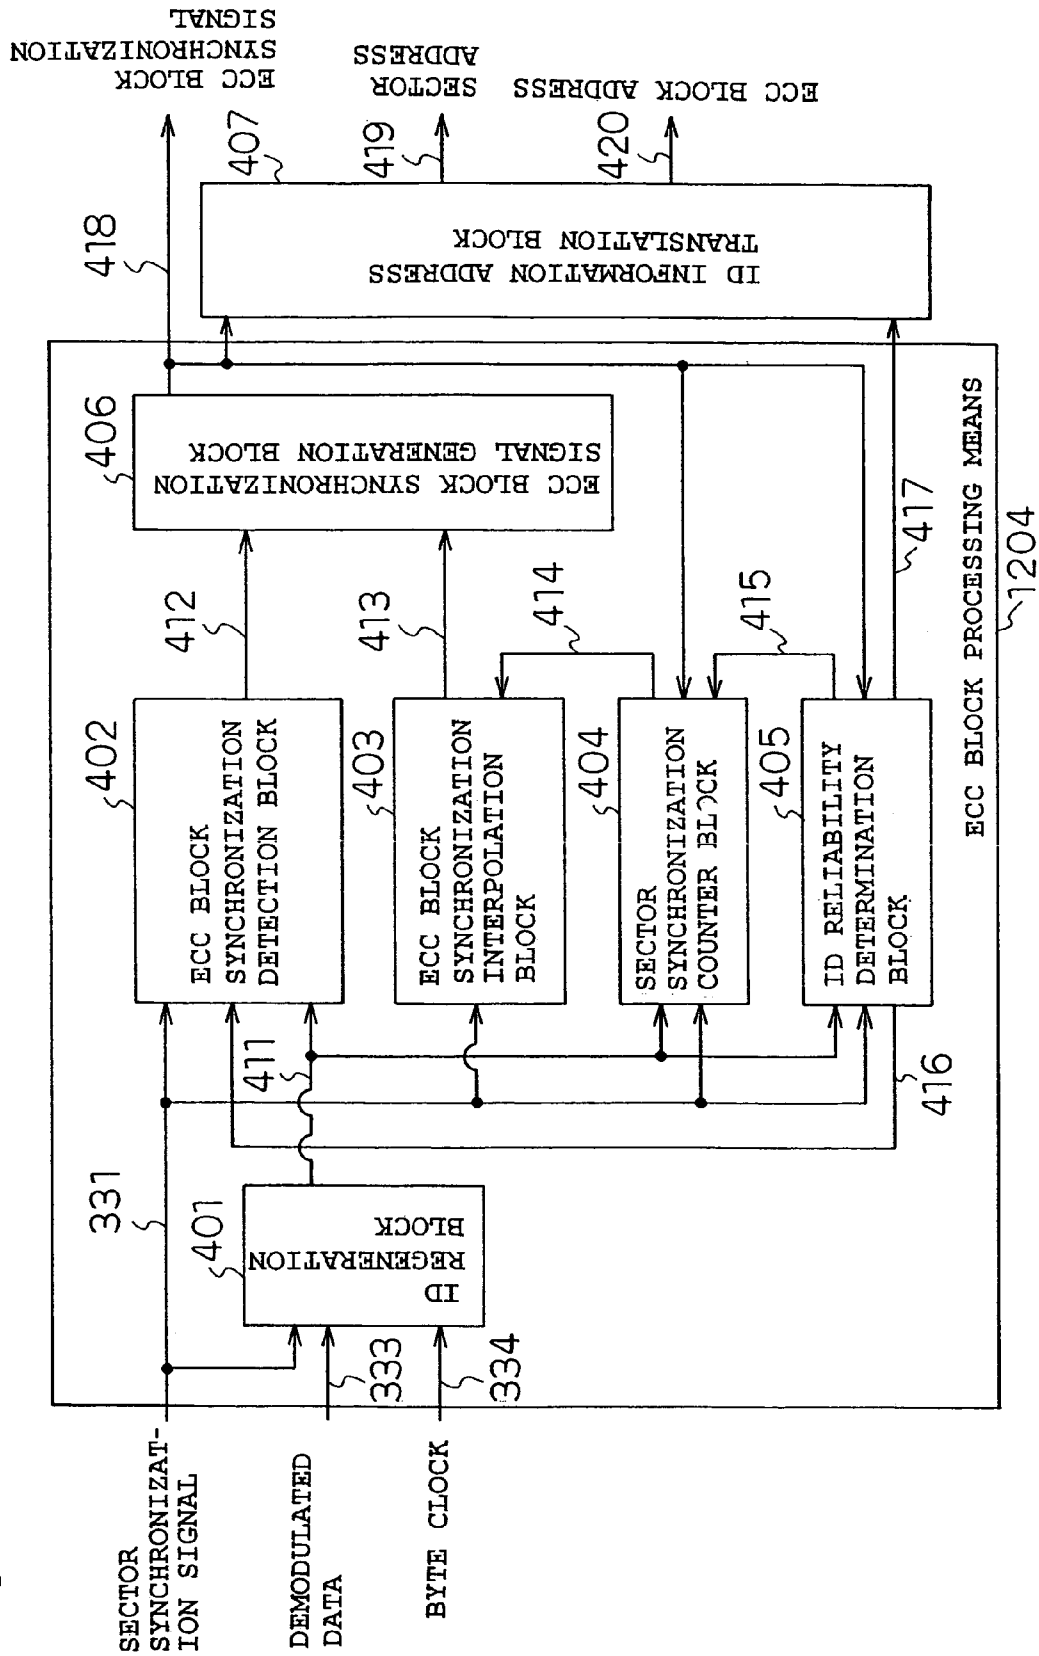 SECTOR
SYNCHRONIZAT-
ION SIGNAL
DEMODULATED
DATA
BYTE CLOCK
331
333
334
401
ID
REGENERATION
BLOCK
411
416
402
ECC BLOCK
SYNCHRONIZATION
DETECTION BLOCK
403
ECC BLOCK
SYNCHRONIZATION
INTERPOLATION
BLOCK
404
SECTOR
SYNCHRONIZATION
COUNTER BLOCK
405
ID RELIABILITY
DETERMINATION
BLOCK
412
413
414
415
417
406
ECC BLOCK SYNCHRONIZATION
SIGNAL GENERATION BLOCK
ECC BLOCK PROCESSING MEANS
1204
418
407
ID INFORMATION ADDRESS
TRANSLATION BLOCK
419
420
ECC BLOCK
SYNCHRONIZATION
SIGNAL
SECTOR
ADDRESS
ECC BLOCK ADDRESS